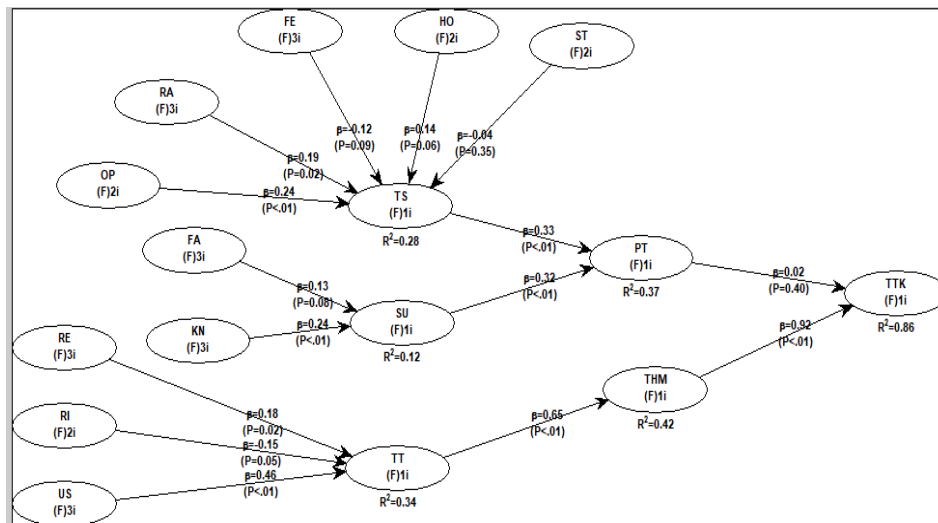 FE
(F)3i
HO
(F)2i
ST
(F)2i
RA
(F)3i
β=-0.12
(P=0.09)
β=0.14
(P=0.06)
β=-0.04
(P=0.35)
β=0.19
(P=0.02)
OP
(F)2i
β=0.24
(P<.01)
TS
(F)1i
R²=0.28
β=0.33
(P<.01)
FA
(F)3i
PT
(F)1i
R²=0.37
β=0.02
(P=0.40)
β=0.32
(P<.01)
TTK
(F)1i
R²=0.86
β=0.13
(P=0.08)
SU
(F)1i
R²=0.12
KN
(F)3i
β=0.24
(P<.01)
RE
(F)3i
β=0.92
(P<.01)
THM
(F)1i
R²=0.42
β=0.18
(P=0.02)
β=0.65
(P<.01)
RI
(F)2i
β=-0.15
(P=0.05)
TT
(F)1i
R²=0.34
β=0.46
(P<.01)
US
(F)3i